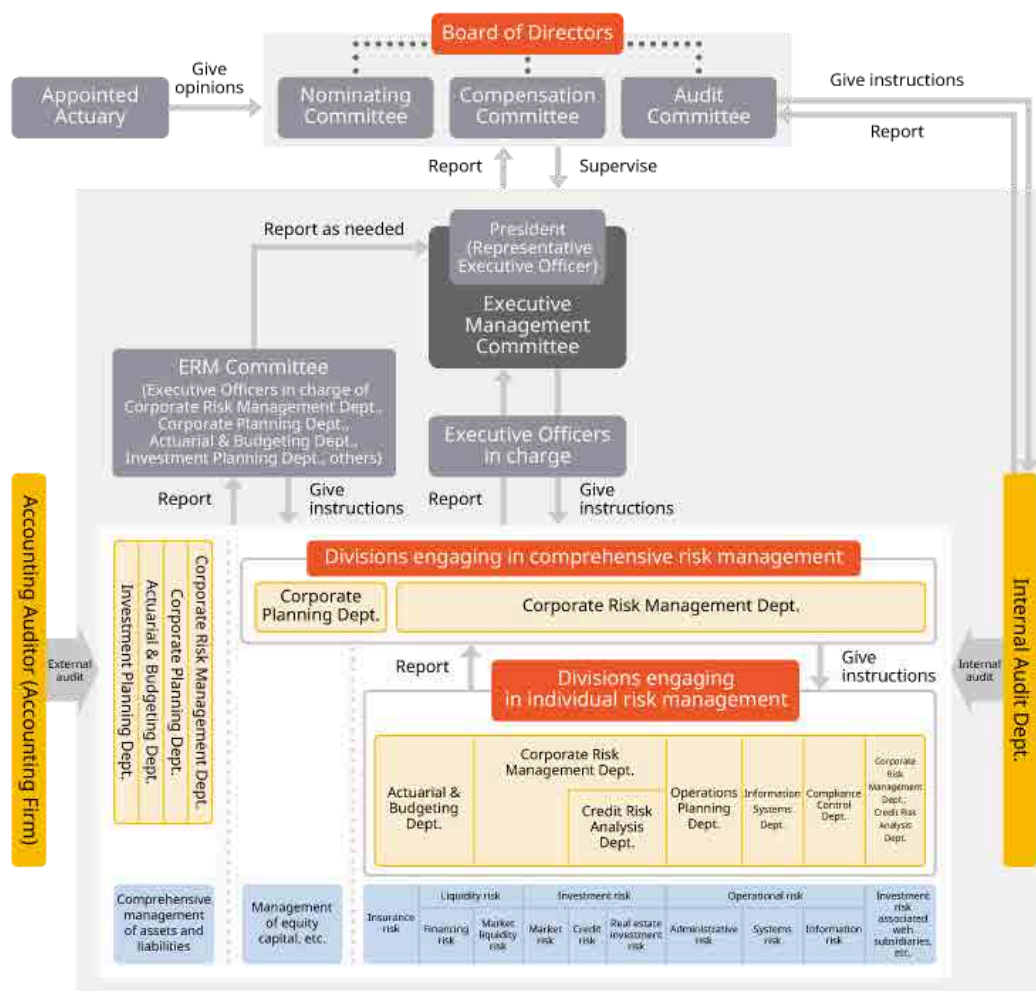 Board of Directors
Give
opinions
Appointed
Actuary
Nominating
Committee
Compensation
Committee
Audit
Committee
Give instructions
Report
Report
Supervise
Report as needed
President
(Representative
Executive Officer)
Executive
Management
Committee
ERM Committee
(Executive Officers in charge of
Corporate Risk Management Dept.,
Corporate Planning Dept.,
Actuarial & Budgeting Dept.,
Investment Planning Dept., others)
Executive Officers
in charge
Report
Give
instructions
Report
Give
instructions
Accounting Auditor (Accounting Firm)
External
audit
Internal Audit Dept.
Internal
audit
Corporate Risk Management Dept.
Corporate Planning Dept.
Actuarial & Budgeting Dept.
Investment Planning Dept.
Divisions engaging in comprehensive risk management
Corporate
Planning Dept.
Corporate Risk Management Dept.
Report
Give
instructions
Divisions engaging
in individual risk management
Actuarial &
Budgeting
Dept.
Corporate Risk
Management Dept.
Credit Risk
Analysis
Dept.
Operations
Planning
Dept.
Information
Systems
Dept.
Compliance
Control
Dept.
Corporate
Risk
Management
Dept.,
Credit Risk
Analysis
Dept.
Comprehensive
management
of assets and
liabilities
Management
of equity
capital, etc.
Insurance
risk
Liquidity risk
Financing
risk
Market
liquidity
risk
Investment risk
Market
risk
Credit
risk
Real estate
investment
risk
Operational risk
Administrative
risk
Systems
risk
Information
risk
Investment
risk
associated
with
subsidiaries,
etc.